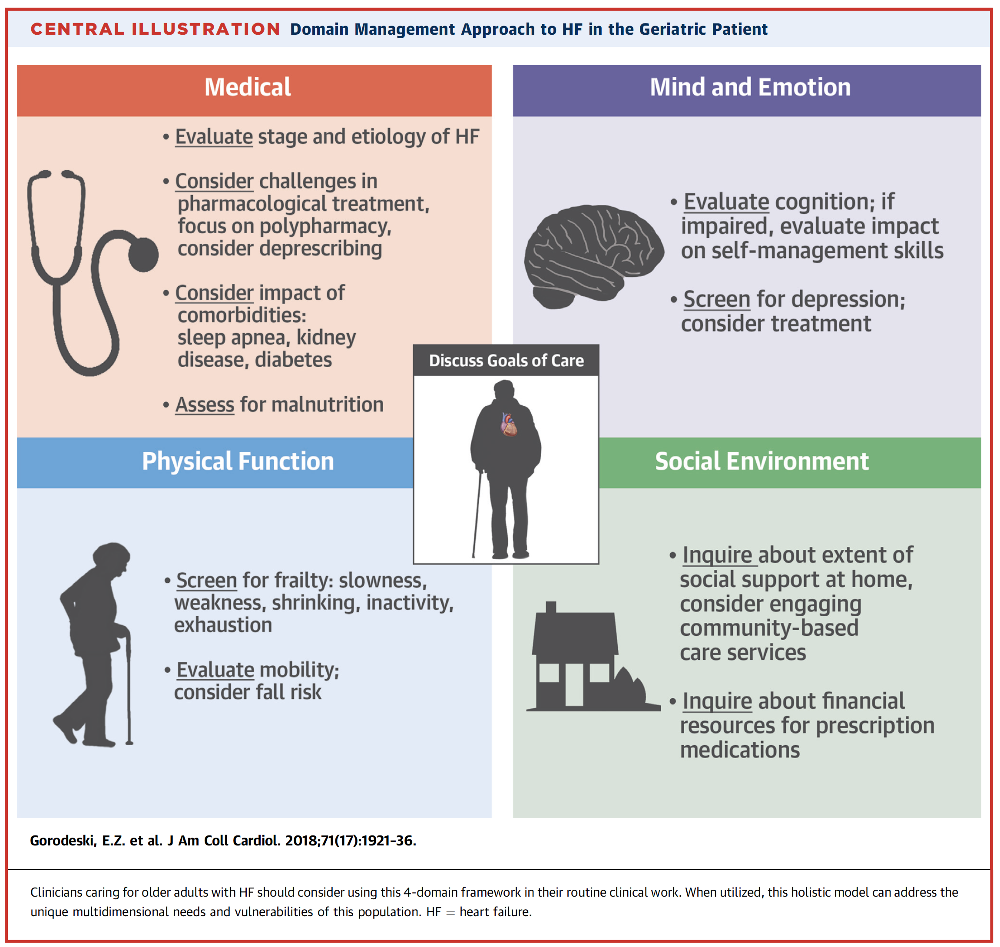 CENTRAL ILLUSTRATION Domain Management Approach to HF in the Geriatric Patient
Medical
• Evaluate stage and etiology of HF
• Consider challenges in
pharmacological treatment,
focus on polypharmacy,
consider deprescribing
• Consider impact of
comorbidities:
sleep apnea, kidney
disease, diabetes
• Assess for malnutrition
Mind and Emotion
• Evaluate cognition; if
impaired, evaluate impact
on self-management skills
• Screen for depression;
consider treatment
Discuss Goals of Care
Physical Function
• Screen for frailty: slowness,
weakness, shrinking, inactivity,
exhaustion
• Evaluate mobility;
consider fall risk
Social Environment
• Inquire about extent of
social support at home,
consider engaging
community-based
care services
• Inquire about financial
resources for prescription
medications
Gorodeski, E.Z. et al. J Am Coll Cardiol. 2018;71(17):1921–36.
Clinicians caring for older adults with HF should consider using this 4-domain framework in their routine clinical work. When utilized, this holistic model can address the
unique multidimensional needs and vulnerabilities of this population. HF = heart failure.